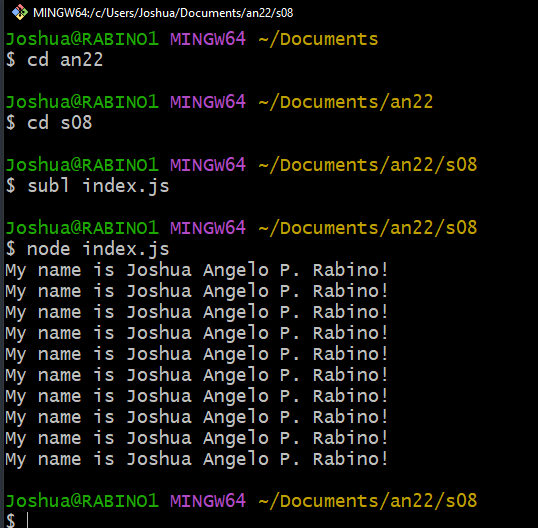 MINGW64:/c/Users/Joshua/Documents/an22/s08
Joshua@RABINO1 MINGW64 ~/Documents
$ cd an22
Joshua@RABINO1 MINGW64 ~/Documents/an22
$ cd s08
Joshua@RABINO1 MINGW64 ~/Documents/an22/s08
$ subl index.js
Joshua@RABINO1 MINGW64 ~/Documents/an22/s08
$ node index.js
My name is Joshua Angelo P. Rabino!
My name is Joshua Angelo P. Rabino!
My name is Joshua Angelo P. Rabino!
My name is Joshua Angelo P. Rabino!
My name is Joshua Angelo P. Rabino!
My name is Joshua Angelo P. Rabino!
My name is Joshua Angelo P. Rabino!
My name is Joshua Angelo P. Rabino!
My name is Joshua Angelo P. Rabino!
My name is Joshua Angelo P. Rabino!
Joshua@RABINO1 MINGW64 ~/Documents/an22/s08
$